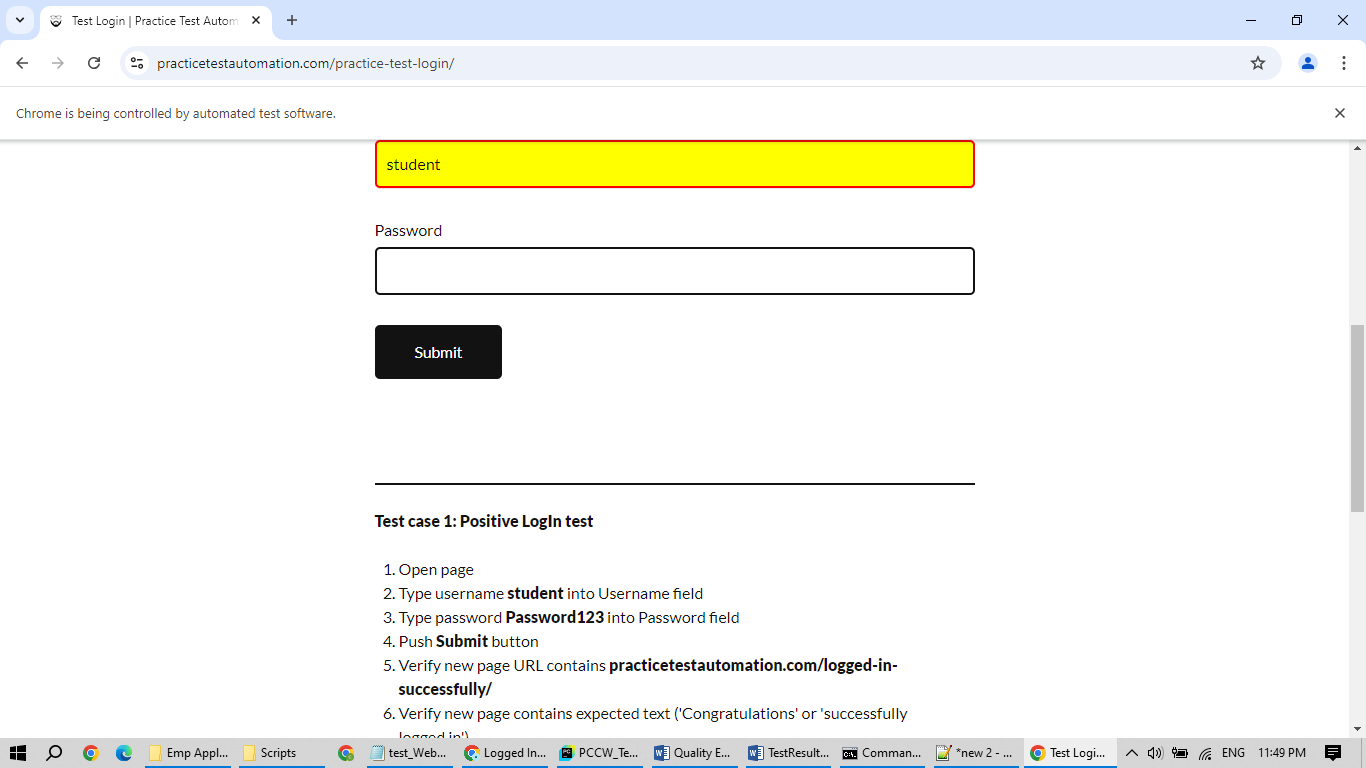 Test Login | Practice Test Autom
practicetestautomation.com/practice-test-login/
Chrome is being controlled by automated test software.
student
Password
Submit
Test case 1: Positive LogIn test
1. Open page
2. Type username student into Username field
3. Type password Password123 into Password field
4. Push Submit button
5. Verify new page URL contains practicetestautomation.com/logged-in-
successfully/
6. Verify new page contains expected text ('Congratulations' or 'successfully
logged in')
Emp Appl... Scripts test_Web... Logged In... PCCW_Te... Quality E... TestResult... Comman... *new 2 - ... Test Logi... ENG 11:49 PM